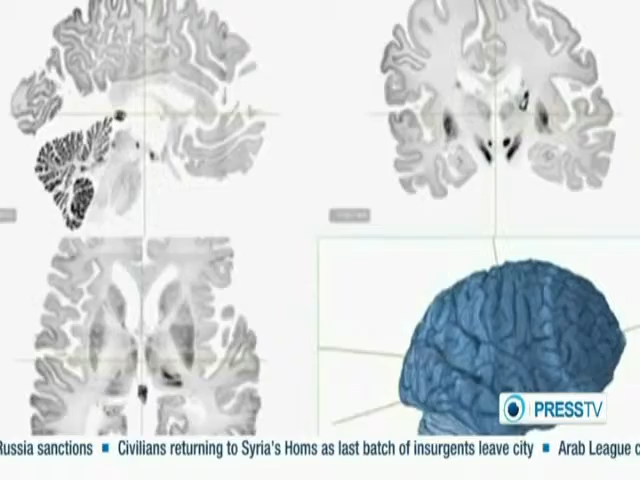 PRESSTV
Russia sanctions ■ Civilians returning to Syria's Homs as last batch of insurgents leave city ■ Arab League